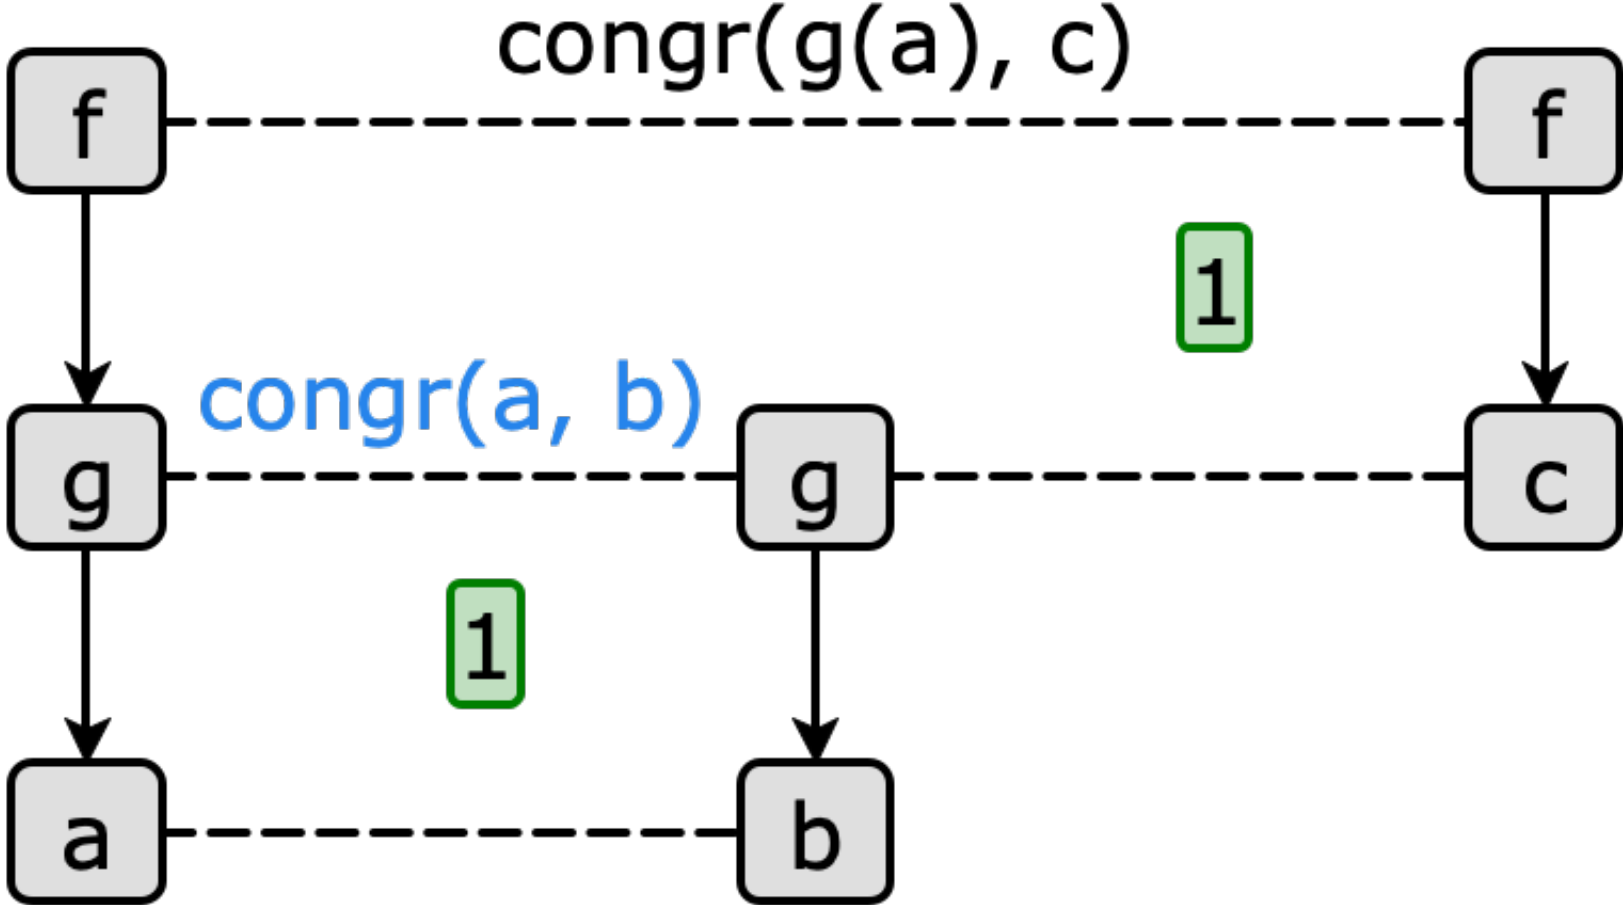 congr(g(a), c)
f
f
1
congr(a, b)
g
g
c
1
a
b